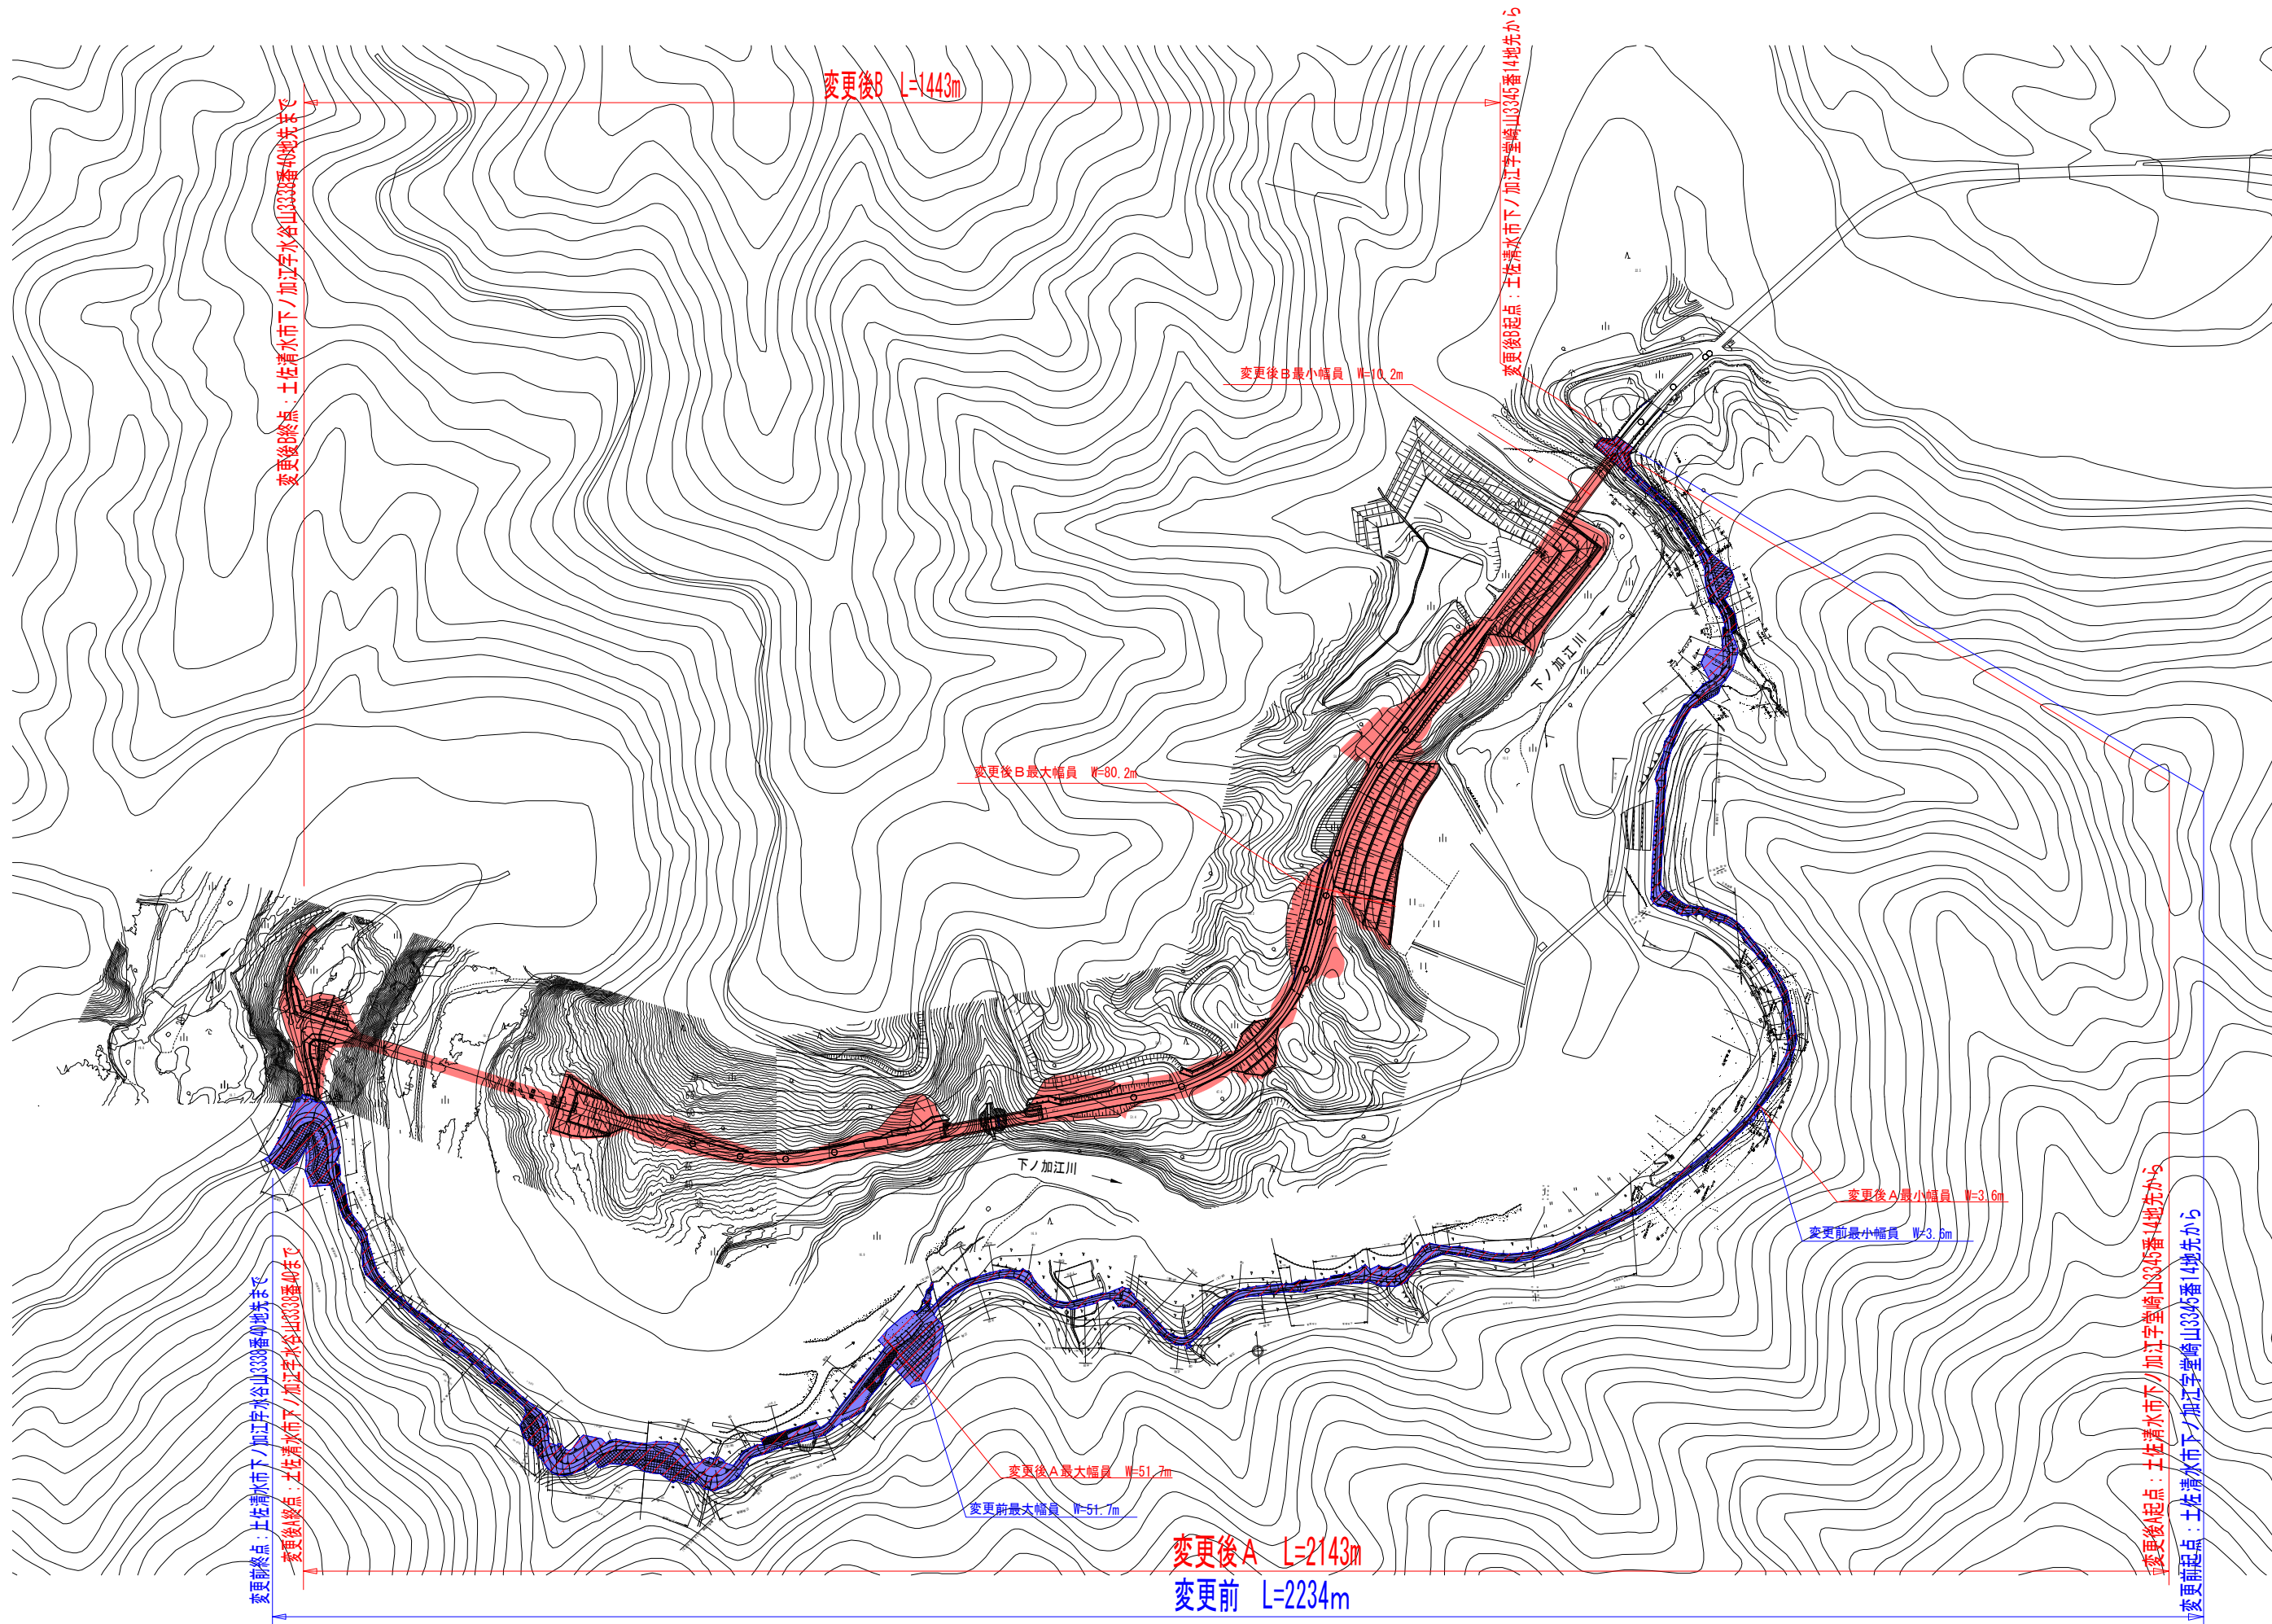 変更後B　L=1443m
変更後B終点：土佐清水市下ノ加江字水谷山3338番40地先まで
変更後B起点：土佐清水市下ノ加江字堂崎山3345番14地先から
変更後Ｂ最小幅員　W=10.2m
下ノ加江川
変更後Ｂ最大幅員　W=80.2m
下ノ加江川
変更後Ａ最小幅員　W=3.6m
変更前最小幅員　W=3.6m
変更前終点：土佐清水市下ノ加江字水谷山3338番40地先まで
変更後A終点：土佐清水市下ノ加江字水谷山3338番40まで
変更後A起点：土佐清水市下ノ加江字堂崎山3345番14地先から
変更前起点：土佐清水市下ノ加江字堂崎山3345番14地先から
変更後Ａ最大幅員　W=51.7m
変更前最大幅員　W=51.7m
変更後Ａ　L=2143m
変更前　L=2234m